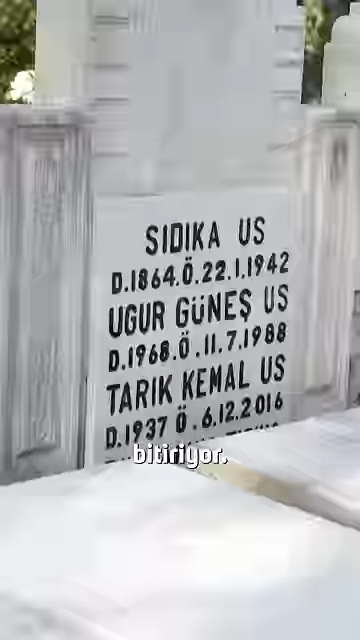 SIDIKA US
D.1864.Ö.22.1.1942
UGUR GÜNEŞ US
D.1968.Ö.11.7.1988
TARIK KEMAL US
D.1937 Ö.6.12.2016
bitiriyor.